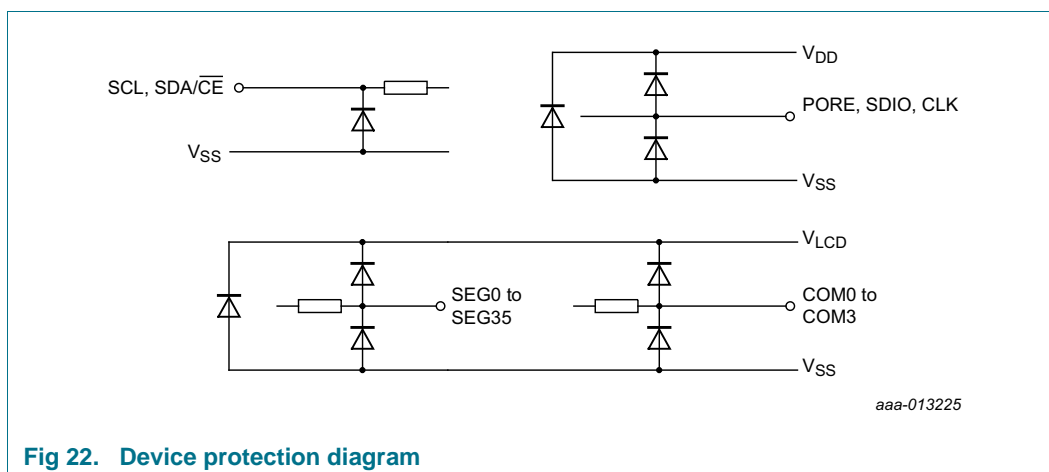 SCL, SDA/C̅E̅
VSS
VDD
PORE, SDIO, CLK
VSS
VLCD
SEG0 to
SEG35
COM0 to
COM3
VSS
aaa-013225
Fig 22. Device protection diagram